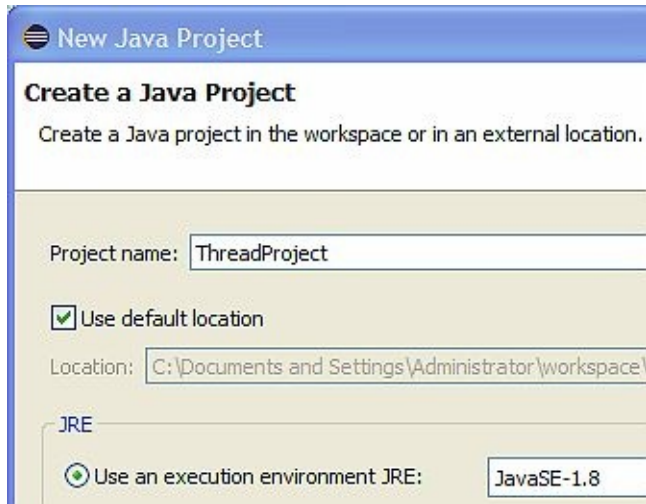 New Java Project
Create a Java Project
Create a Java project in the workspace or in an external location.
Project name: ThreadProject
Use default location
Location: C:\Documents and Settings\Administrator\workspace\
JRE
Use an execution environment JRE: JavaSE-1.8